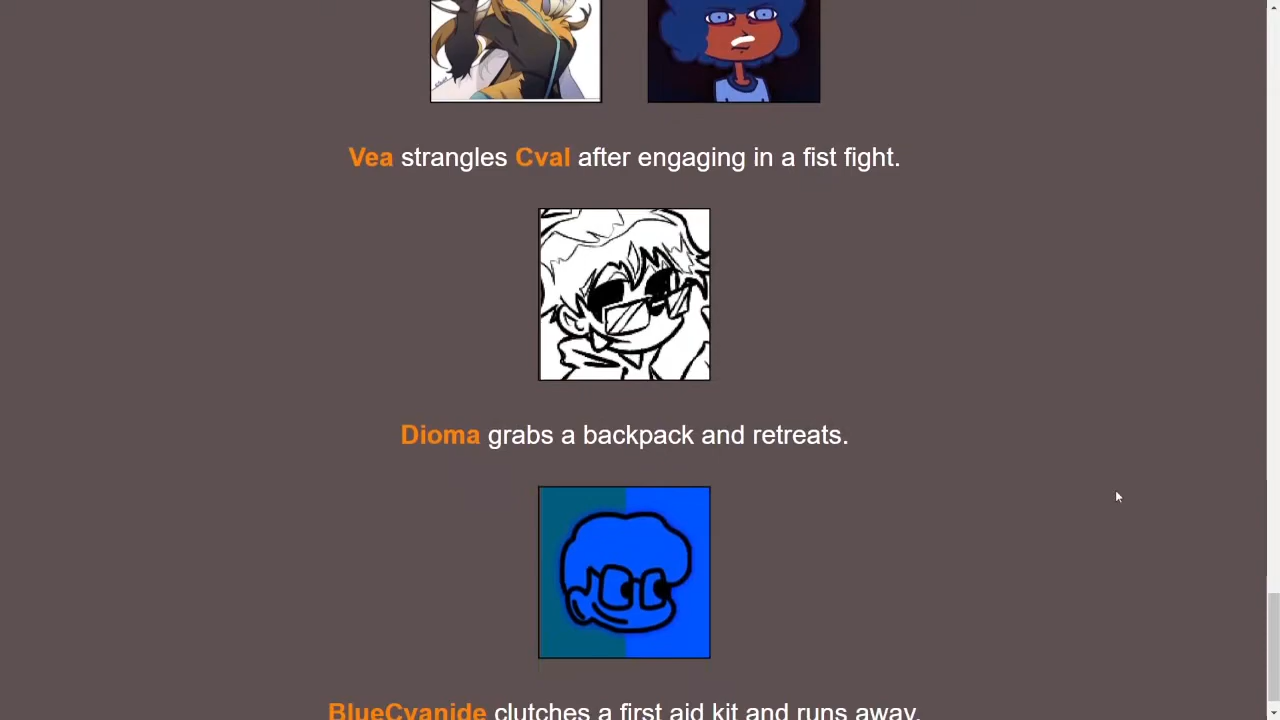 Vea strangles Cval after engaging in a fist fight.
Dioma grabs a backpack and retreats.
BlueCyanide clutches a first aid kit and runs away.